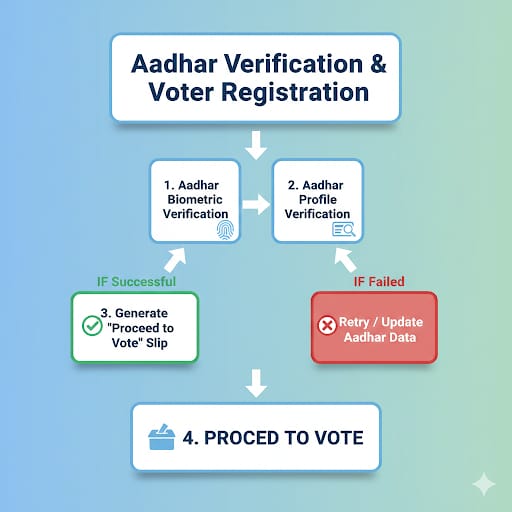 Aadhar Verification &
Voter Registration
1. Aadhar
Biometric
Verification
2. Aadhar
Profile
Verification
IF Successful
IF Failed
3. Generate
"Proceed to
Vote" Slip
Retry / Update
Aadhar Data
4. PROCED TO VOTE